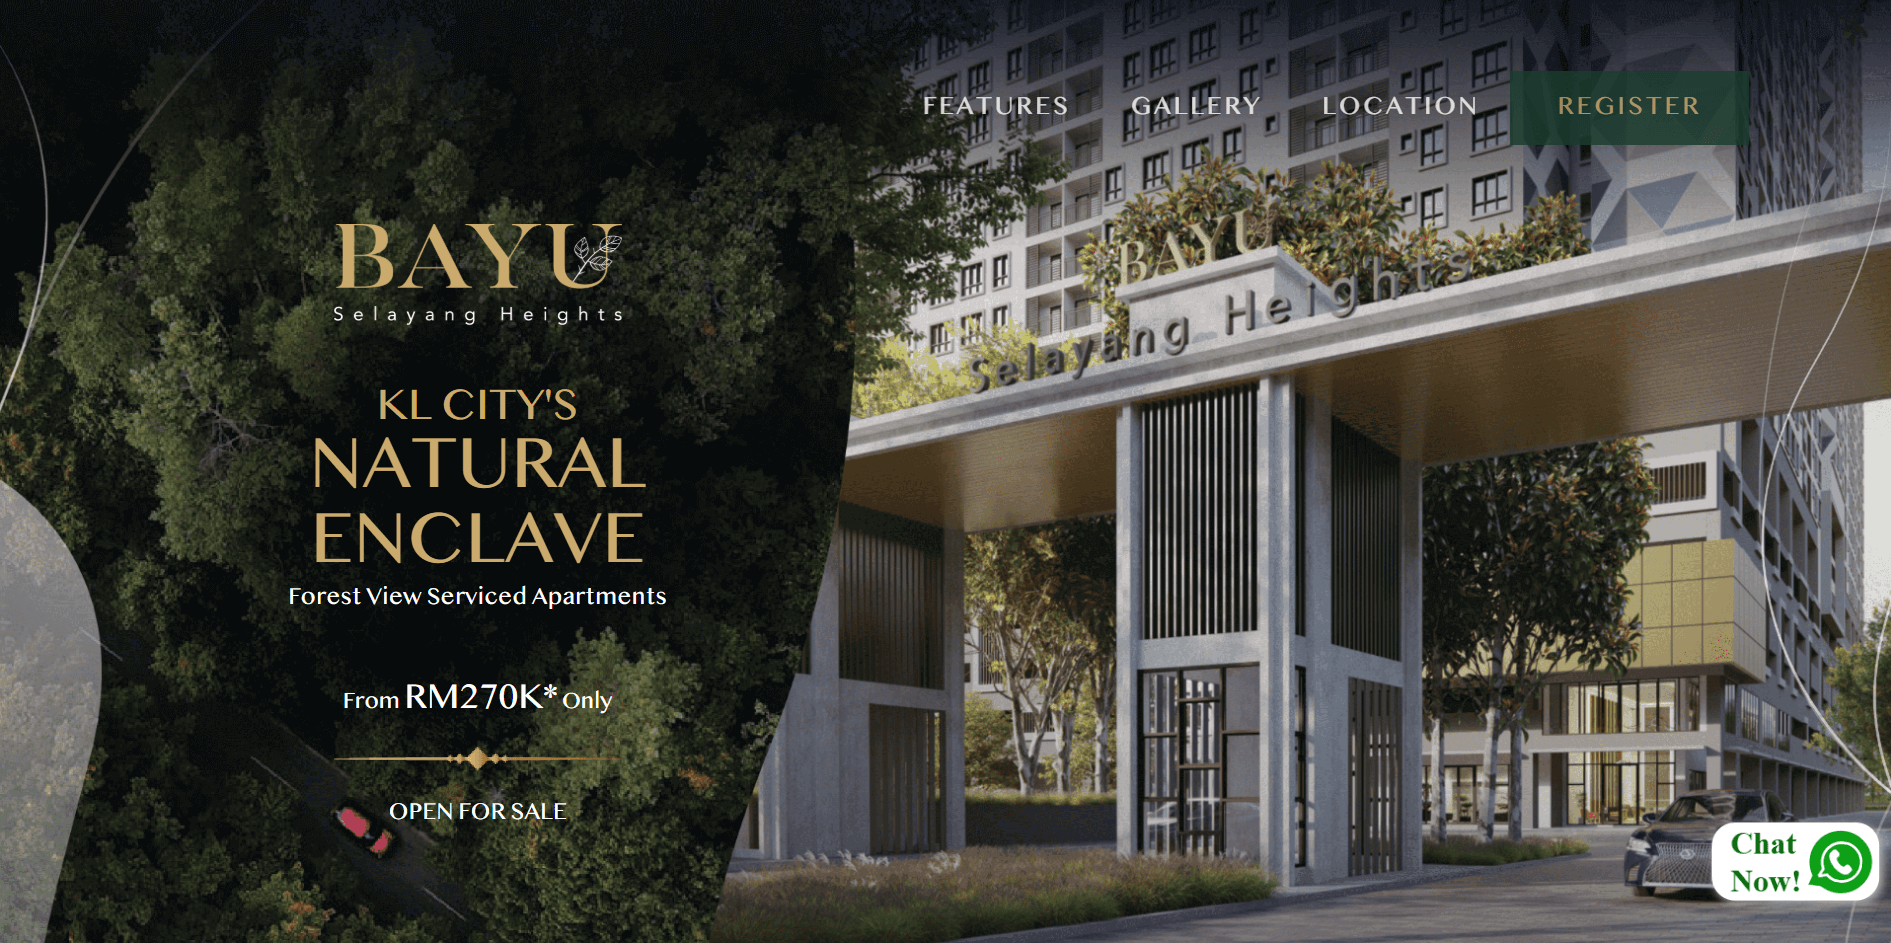 FEATURES
GALLERY
LOCATION
REGISTER
BAYU
Selayang Heights
KL CITY'S
NATURAL
ENCLAVE
Forest View Serviced Apartments
From RM270K* Only
OPEN FOR SALE
BAYU
Selayang Heights
Chat
Now!